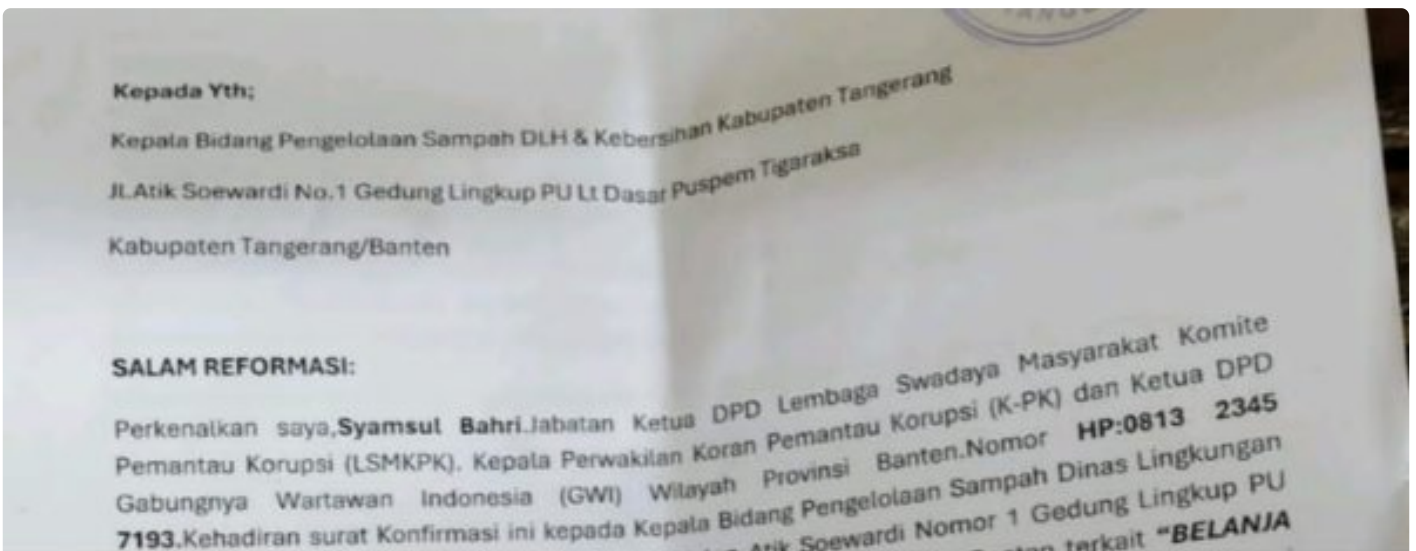 Kepada Yth;
Kepala Bidang Pengelolaan Sampah DLH & Kebersihan Kabupaten Tangerang
Jl.Atik Soewardi No.1 Gedung Lingkup PU Lt Dasar Puspem Tigaraksa
Kabupaten Tangerang/Banten
SALAM REFORMASI:
Perkenalkan saya,Syamsul Bahri.Jabatan Ketua DPD Lembaga Swadaya Masyarakat Komite
Pemantau Korupsi (LSMKPK). Kepala Perwakilan Koran Pemantau Korupsi (K-PK) dan Ketua DPD
Gabungnya Wartawan Indonesia (GWI) Wilayah Provinsi Banten.Nomor HP:0813 2345
7193.Kehadiran surat Konfirmasi ini kepada Kepala Bidang Pengelolaan Sampah Dinas Lingkungan
Atik Soewardi Nomor 1 Gedung Lingkup PU
terkait "BELANJA